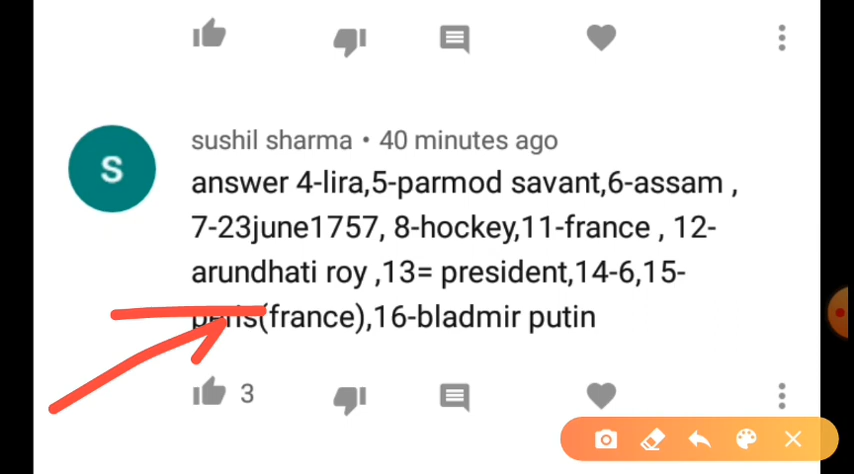 S
sushil sharma • 40 minutes ago
answer 4-lira,5-parmod savant,6-assam ,
7-23june1757, 8-hockey,11-france , 12-
arundhati roy ,13= president,14-6,15-
peris(france),16-bladmir putin
3